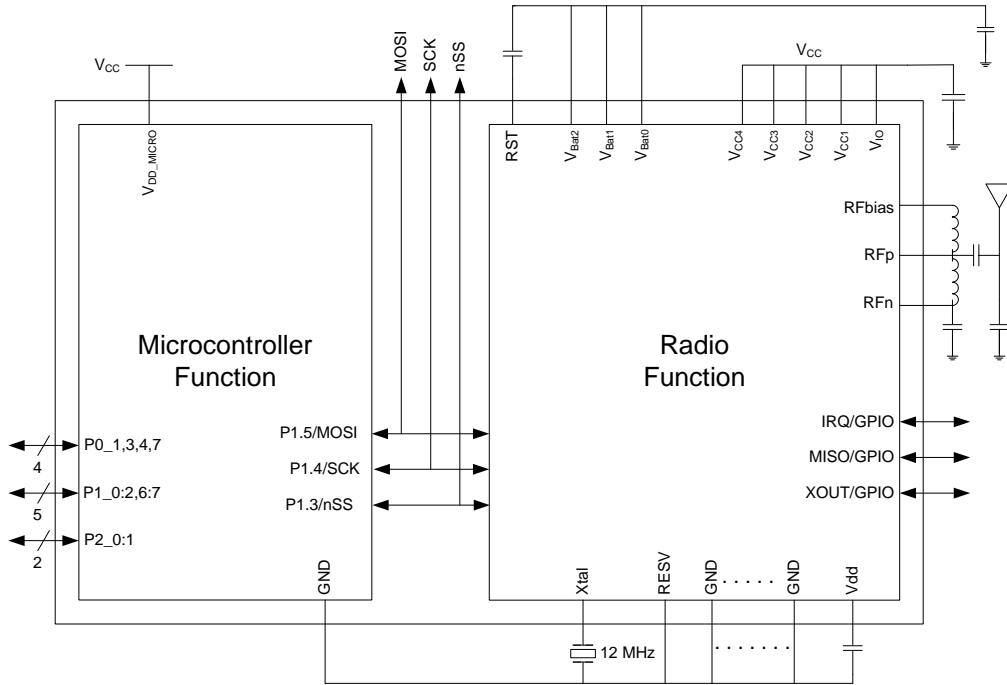 MOSI
SCK
nSS
VCC
VCC
VDD_MICRO
RST
VBat2
VBat1
VBat0
VCC4
VCC3
VCC2
VCC1
VIO
RFbias
RFp
RFn
Microcontroller
Function
Radio
Function
P0_1,3,4,7
4
P1_0:2,6:7
5
P2_0:1
2
P1.5/MOSI
P1.4/SCK
P1.3/nSS
IRQ/GPIO
MISO/GPIO
XOUT/GPIO
GND
Xtal
RESV
GND
. . . . .
GND
Vdd
12 MHz
. . . . . . .